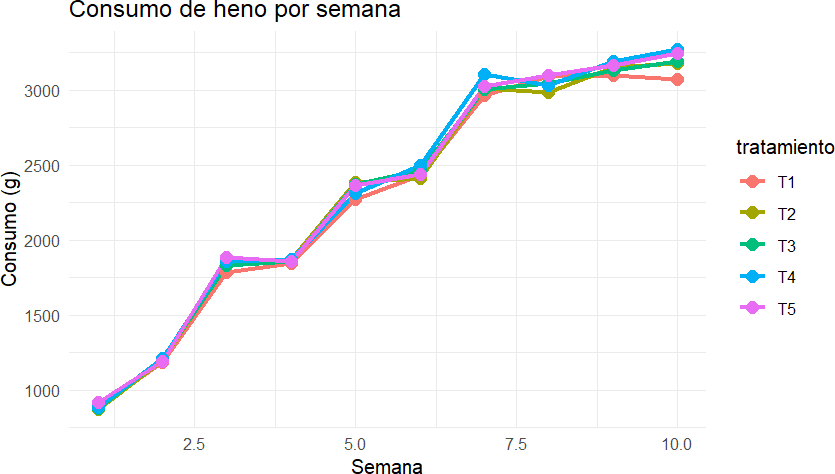 Consumo de heno por semana
Consumo (g)
3000
2500
2000
1500
1000
2.5
5.0
7.5
10.0
Semana
tratamiento
T1
T2
T3
T4
T5